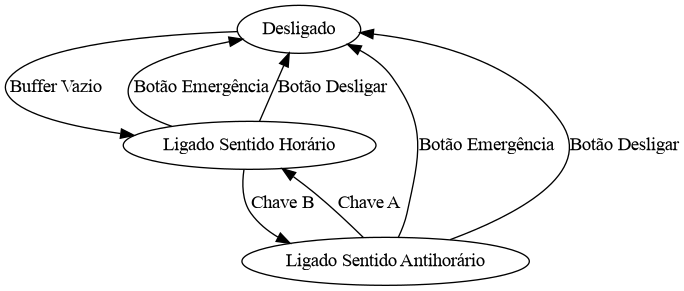 Desligado
Buffer Vazio
Botão Emergência
Botão Desligar
Ligado Sentido Horário
Botão Emergência
Botão Desligar
Chave B
Chave A
Ligado Sentido Antihorário